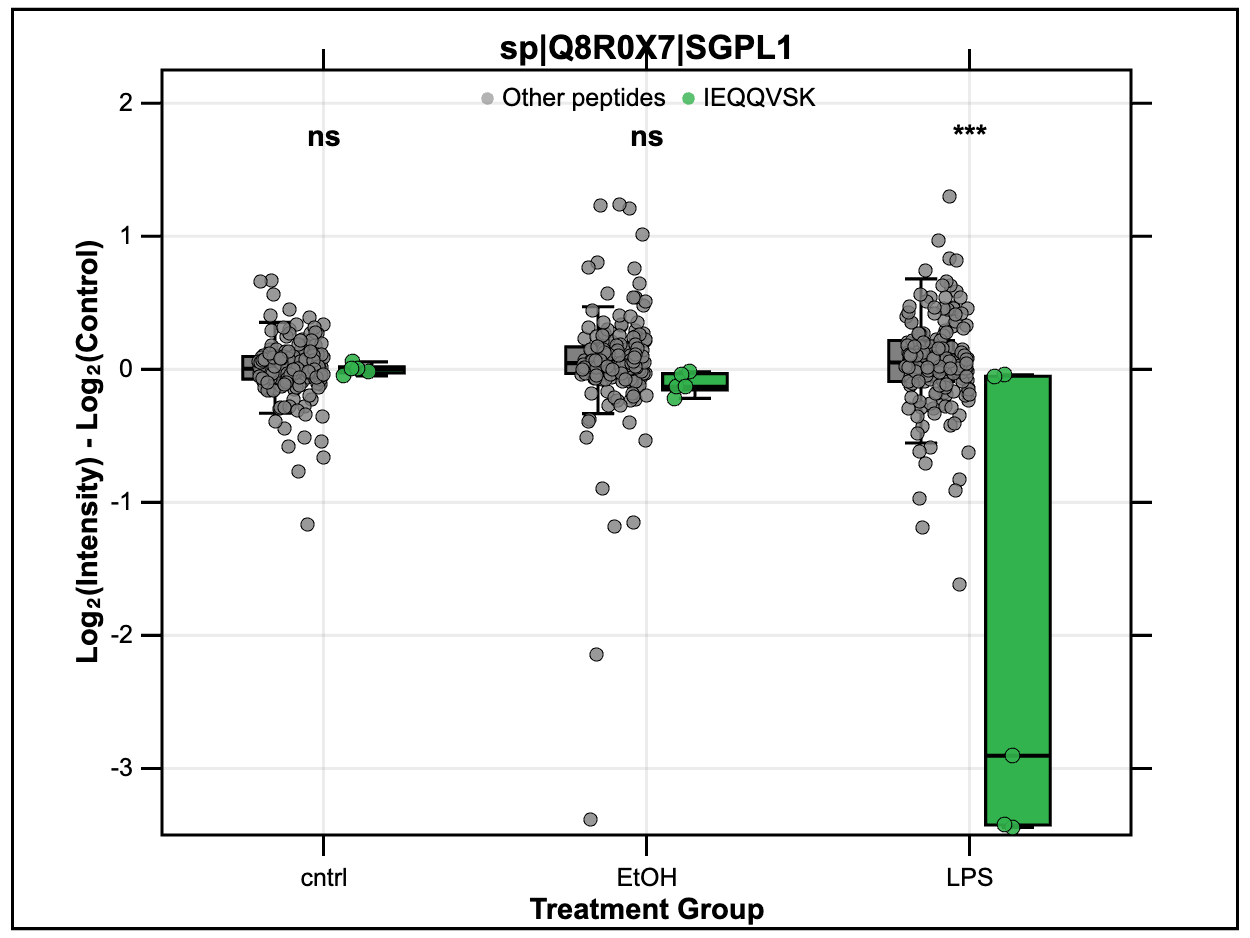 sp|Q8R0X7|SGPL1
Other peptides IEQQVSK
ns ns ***
2
1
0
-1
-2
-3
Log₂(Intensity) - Log₂(Control)
cntrl EtOH LPS
Treatment Group